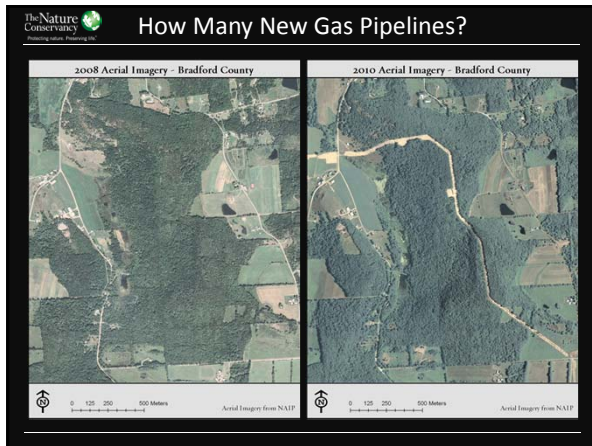 The Nature
Conservancy
Protecting nature. Preserving life.
How Many New Gas Pipelines?
2008 Aerial Imagery - Bradford County
2010 Aerial Imagery - Bradford County
N
0 125 250 500 Meters
Aerial Imagery from NAIP
N
0 125 250 500 Meters
Aerial Imagery from NAIP